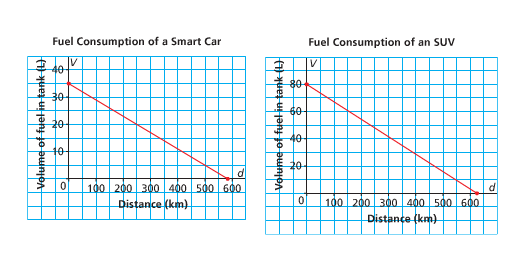 Fuel Consumption of a Smart Car
V
40
30
20
10
0 100 200 300 400 500 600
d
Distance (km)
Volume of fuel in tank (L)
Fuel Consumption of an SUV
V
80
60
40
20
0 100 200 300 400 500 600
d
Distance (km)
Volume of fuel in tank (L)